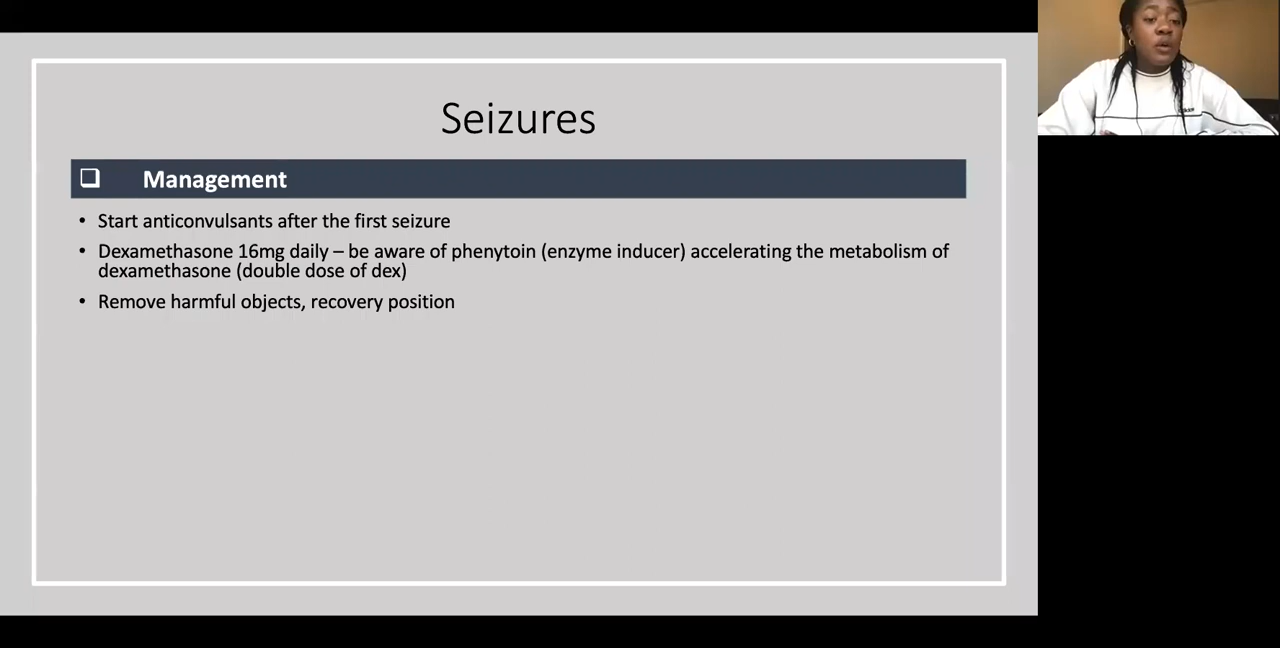 Seizures
Management
• Start anticonvulsants after the first seizure
• Dexamethasone 16mg daily – be aware of phenytoin (enzyme inducer) accelerating the metabolism of
dexamethasone (double dose of dex)
• Remove harmful objects, recovery position
adidas